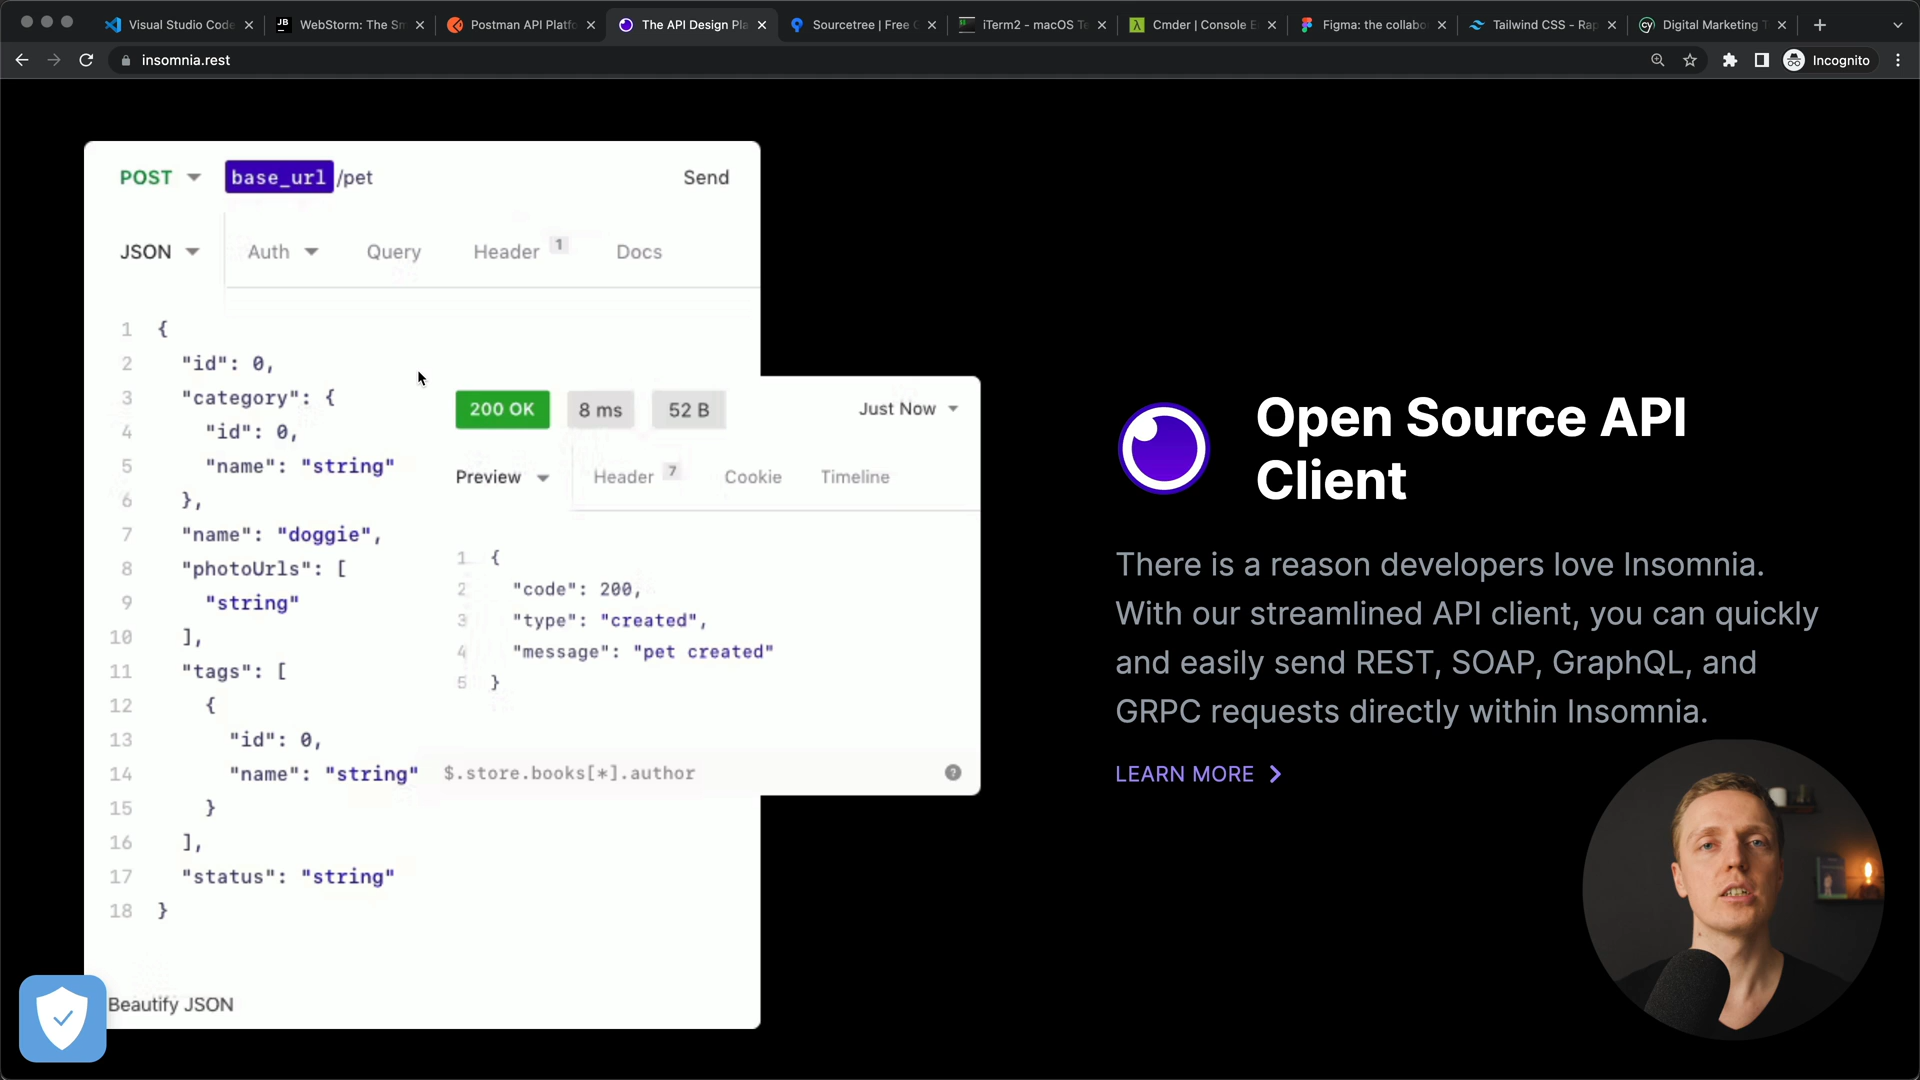 Visual Studio Code
WebStorm: The Sm
Postman API Platfo
The API Design Pla
Sourcetree | Free G
iTerm2 - macOS Te
Cmder | Console E
Figma: the collabo
Tailwind CSS - Rap
Digital Marketing T
insomnia.rest
Incognito
POST
base_url/pet
Send
JSON
Auth
Query
Header 1
Docs
1 {
2 "id": 0,
3 "category": {
4 "id": 0,
5 "name": "string"
6 },
7 "name": "doggie",
8 "photoUrls": [
9 "string"
10 ],
11 "tags": [
12 {
13 "id": 0,
14 "name": "string"
15 }
16 ],
17 "status": "string"
18 }
Beautify JSON
200 OK
8 ms
52 B
Just Now
Preview
Header 7
Cookie
Timeline
1 {
2 "code": 200,
3 "type": "created",
4 "message": "pet created"
5 }
$.store.books[*].author
Open Source API
Client
There is a reason developers love Insomnia.
With our streamlined API client, you can quickly
and easily send REST, SOAP, GraphQL, and
GRPC requests directly within Insomnia.
LEARN MORE